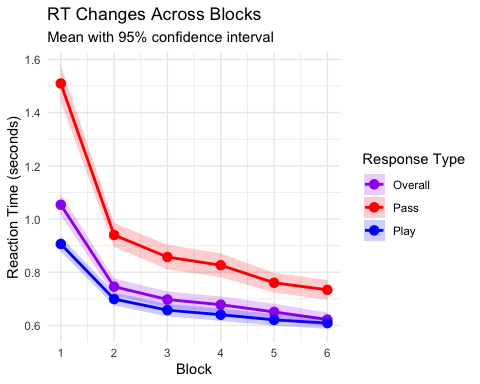 RT Changes Across Blocks
Mean with 95% confidence interval
1.6
1.4
1.2
1.0
0.8
0.6
Reaction Time (seconds)
1 2 3 4 5 6
Block
Response Type
Overall
Pass
Play